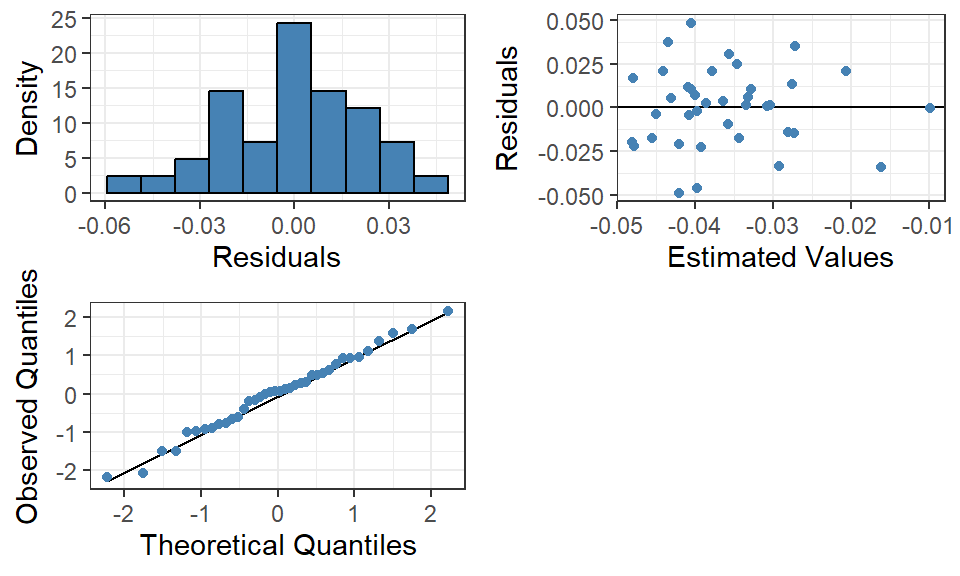 Density
25
20
15
10
5
0
-0.06 -0.03 0.00 0.03
Residuals
Residuals
0.050
0.025
0.000
-0.025
-0.050
-0.05 -0.04 -0.03 -0.02 -0.01
Estimated Values
Observed Quantiles
2
1
0
-1
-2
-2 -1 0 1 2
Theoretical Quantiles